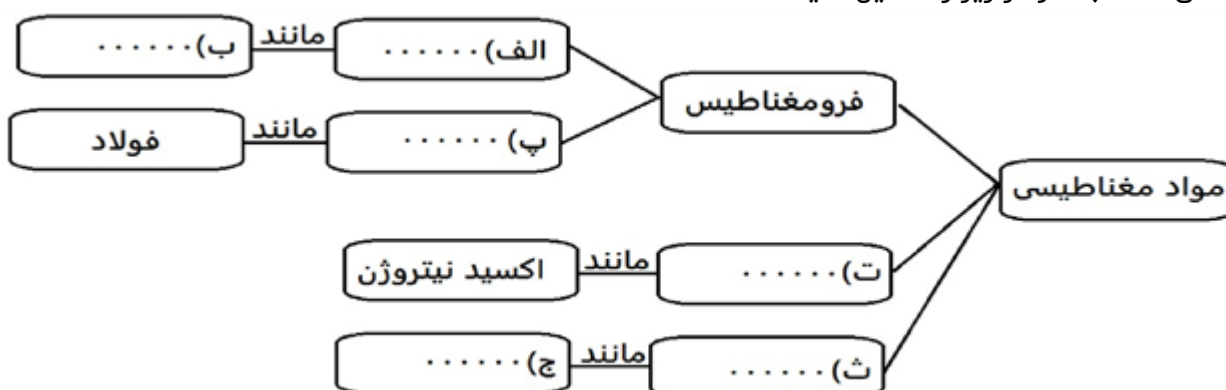 الف)...... مانند ب)......
فرومغناطیس
پ)...... مانند فولاد
مواد مغناطیسی
ت)...... مانند اکسید نیتروژن
ث)...... مانند ج)......